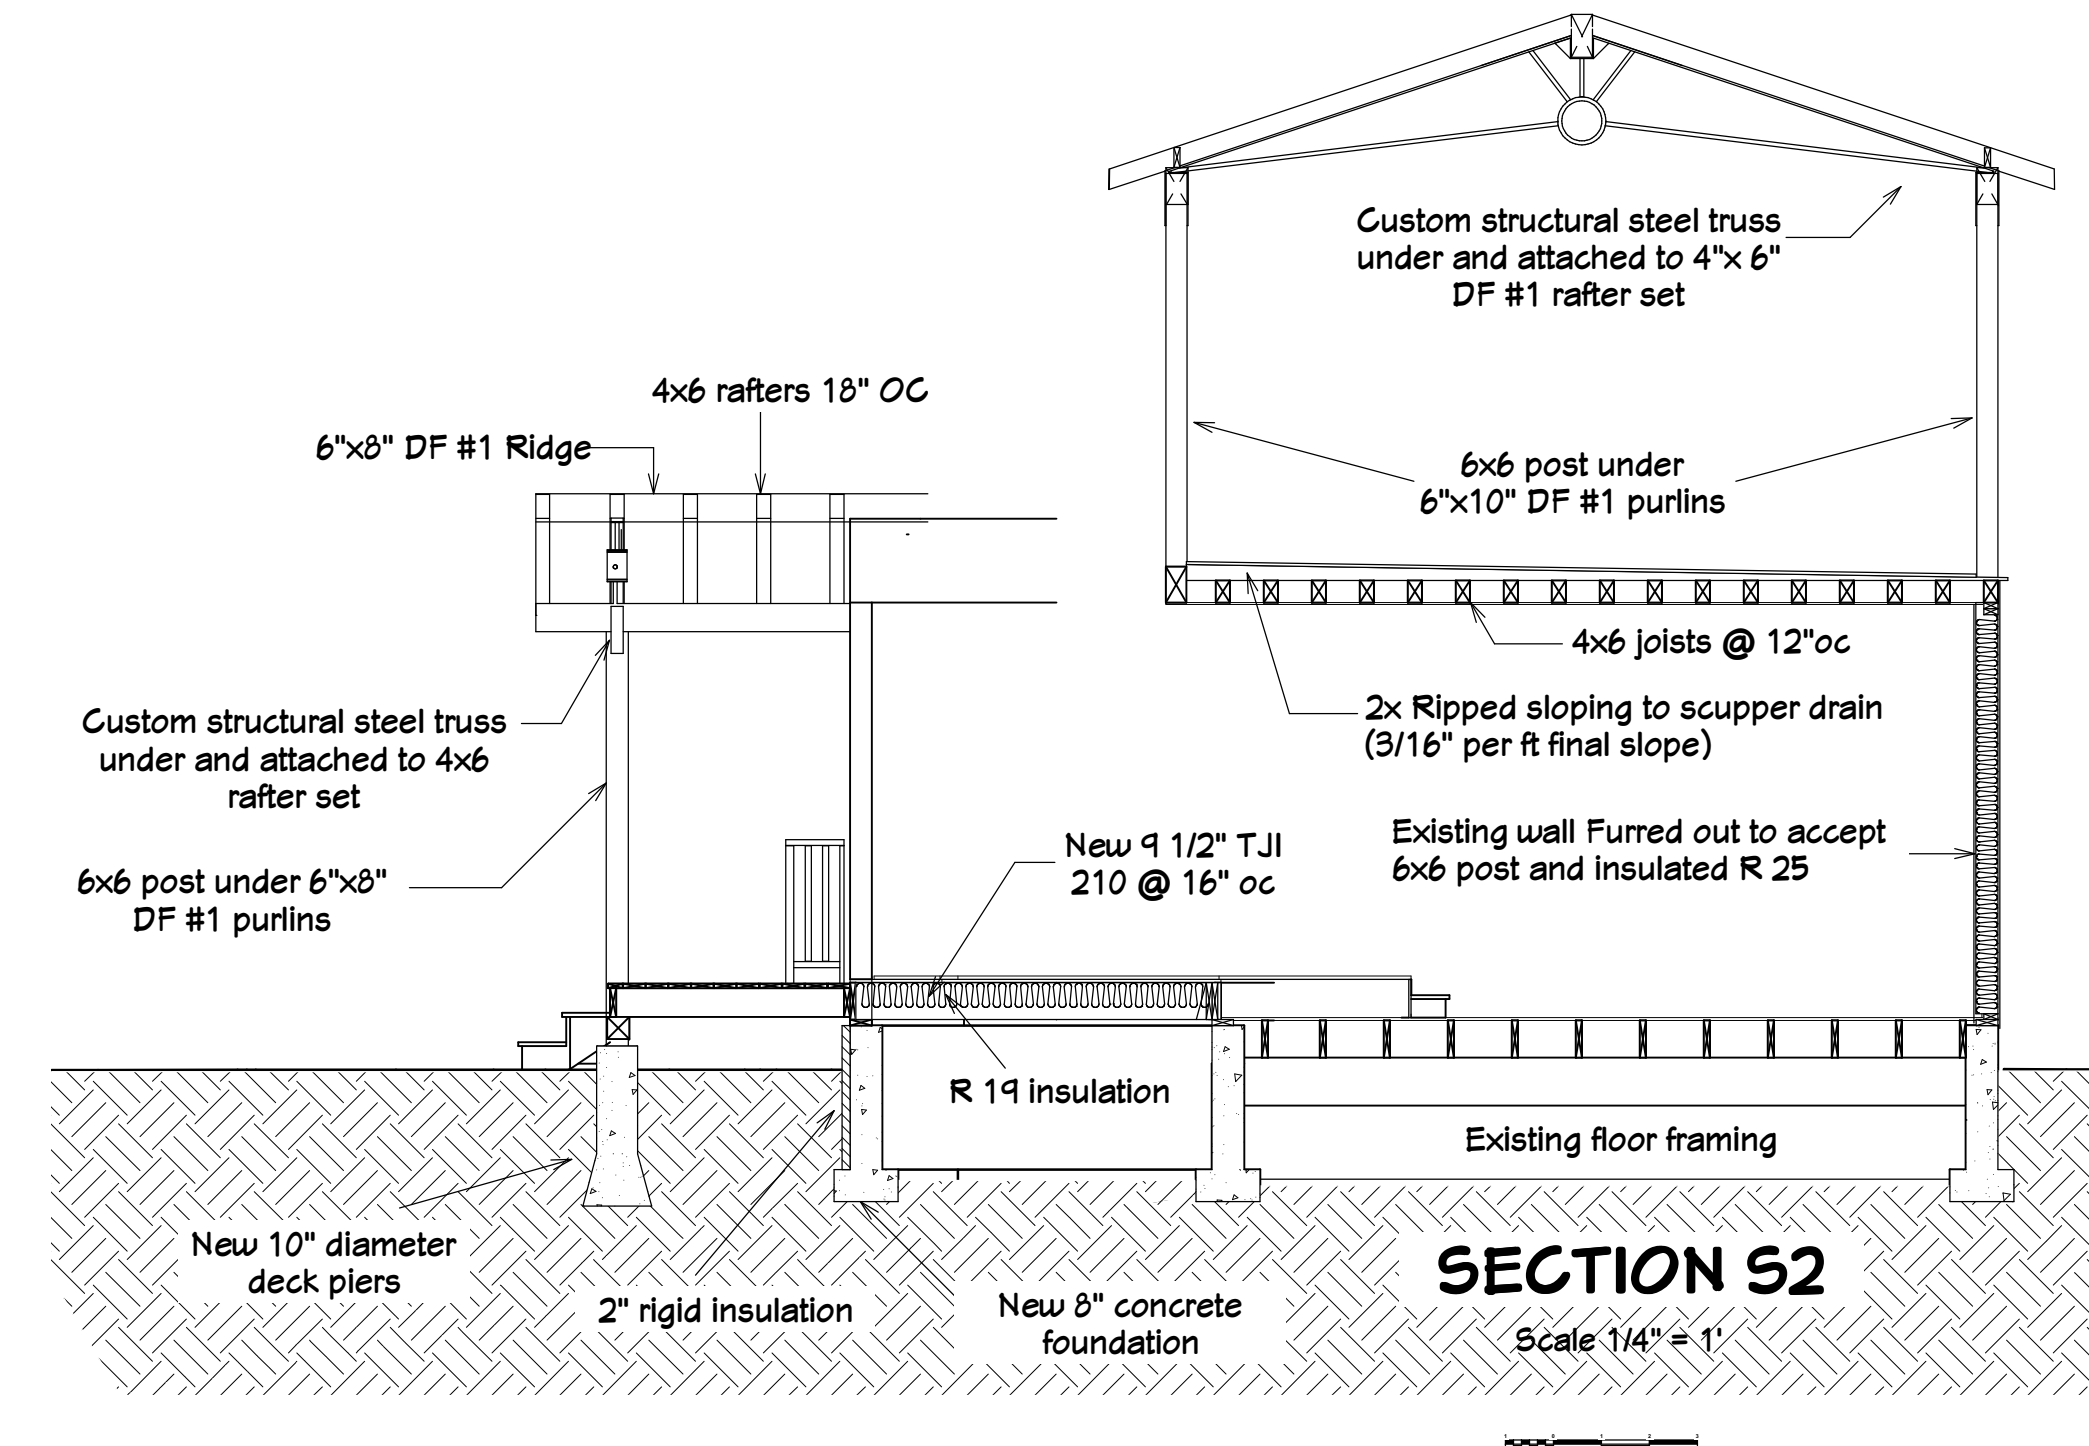 Custom structural steel truss
under and attached to 4"x 6"
DF #1 rafter set
4x6 rafters 18" OC
6"x8" DF #1 Ridge
6x6 post under
6"x10" DF #1 purlins
4x6 joists @ 12"oc
2x Ripped sloping to scupper drain
(3/16" per ft final slope)
Custom structural steel truss
under and attached to 4x6
rafter set
New 9 1/2" TJI
210 @ 16" oc
Existing wall Furred out to accept
6x6 post and insulated R 25
6x6 post under 6"x8"
DF #1 purlins
R 19 insulation
Existing floor framing
New 10" diameter
deck piers
2" rigid insulation
New 8" concrete
foundation
SECTION S2
Scale 1/4" = 1'
1 0 1 2 3